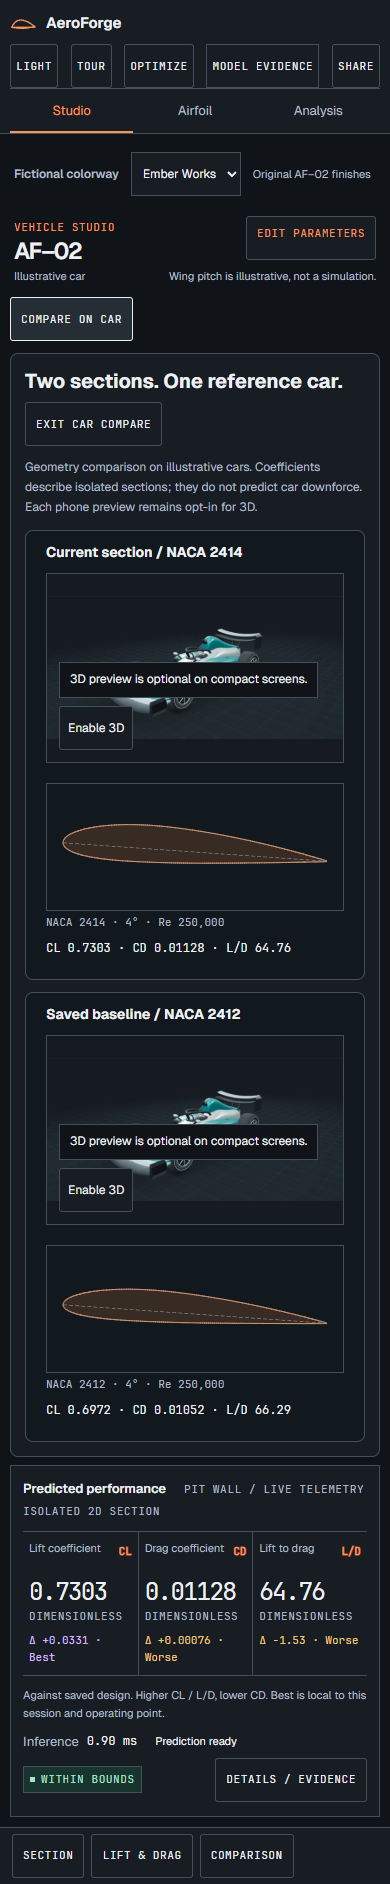 AeroForge
LIGHT TOUR OPTIMIZE MODEL EVIDENCE SHARE
Studio Airfoil Analysis
Fictional colorway Ember Works Original AF–02 finishes
VEHICLE STUDIO
AF–02
EDIT PARAMETERS
Illustrative car Wing pitch is illustrative, not a simulation.
COMPARE ON CAR
Two sections. One reference car.
EXIT CAR COMPARE
Geometry comparison on illustrative cars. Coefficients
describe isolated sections; they do not predict car downforce.
Each phone preview remains opt-in for 3D.
Current section / NACA 2414
3D preview is optional on compact screens.
Enable 3D
NACA 2414 · 4° · Re 250,000
CL 0.7303 · CD 0.01128 · L/D 64.76
Saved baseline / NACA 2412
3D preview is optional on compact screens.
Enable 3D
NACA 2412 · 4° · Re 250,000
CL 0.6972 · CD 0.01052 · L/D 66.29
Predicted performance PIT WALL / LIVE TELEMETRY
ISOLATED 2D SECTION
Lift coefficient CL Drag coefficient CD Lift to drag L/D
0.7303 0.01128 64.76
DIMENSIONLESS DIMENSIONLESS DIMENSIONLESS
Δ +0.0331 · Δ +0.00076 · Δ -1.53 · Worse
Best Worse
Against saved design. Higher CL / L/D, lower CD. Best is local to this
session and operating point.
Inference 0.90 ms Prediction ready
WITHIN BOUNDS DETAILS / EVIDENCE
SECTION LIFT & DRAG COMPARISON